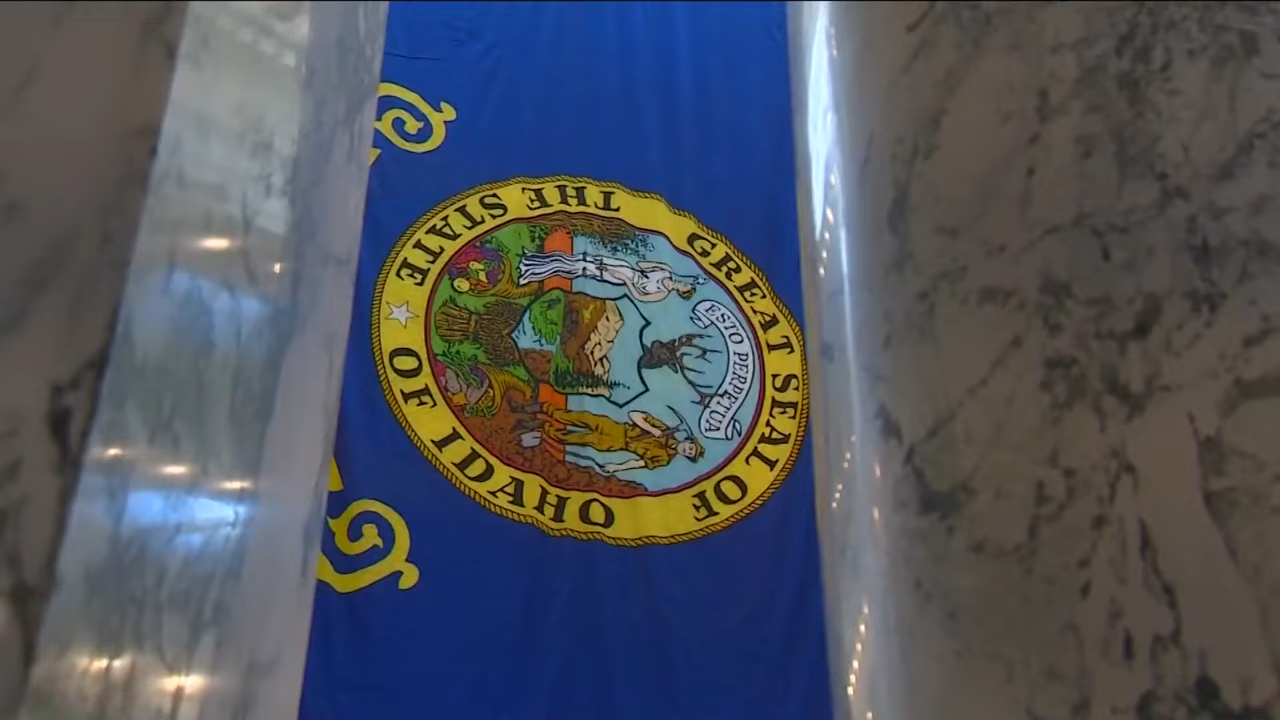 GREAT SEAL OF
THE STATE
OF IDAHO
ESTO PERPETUA